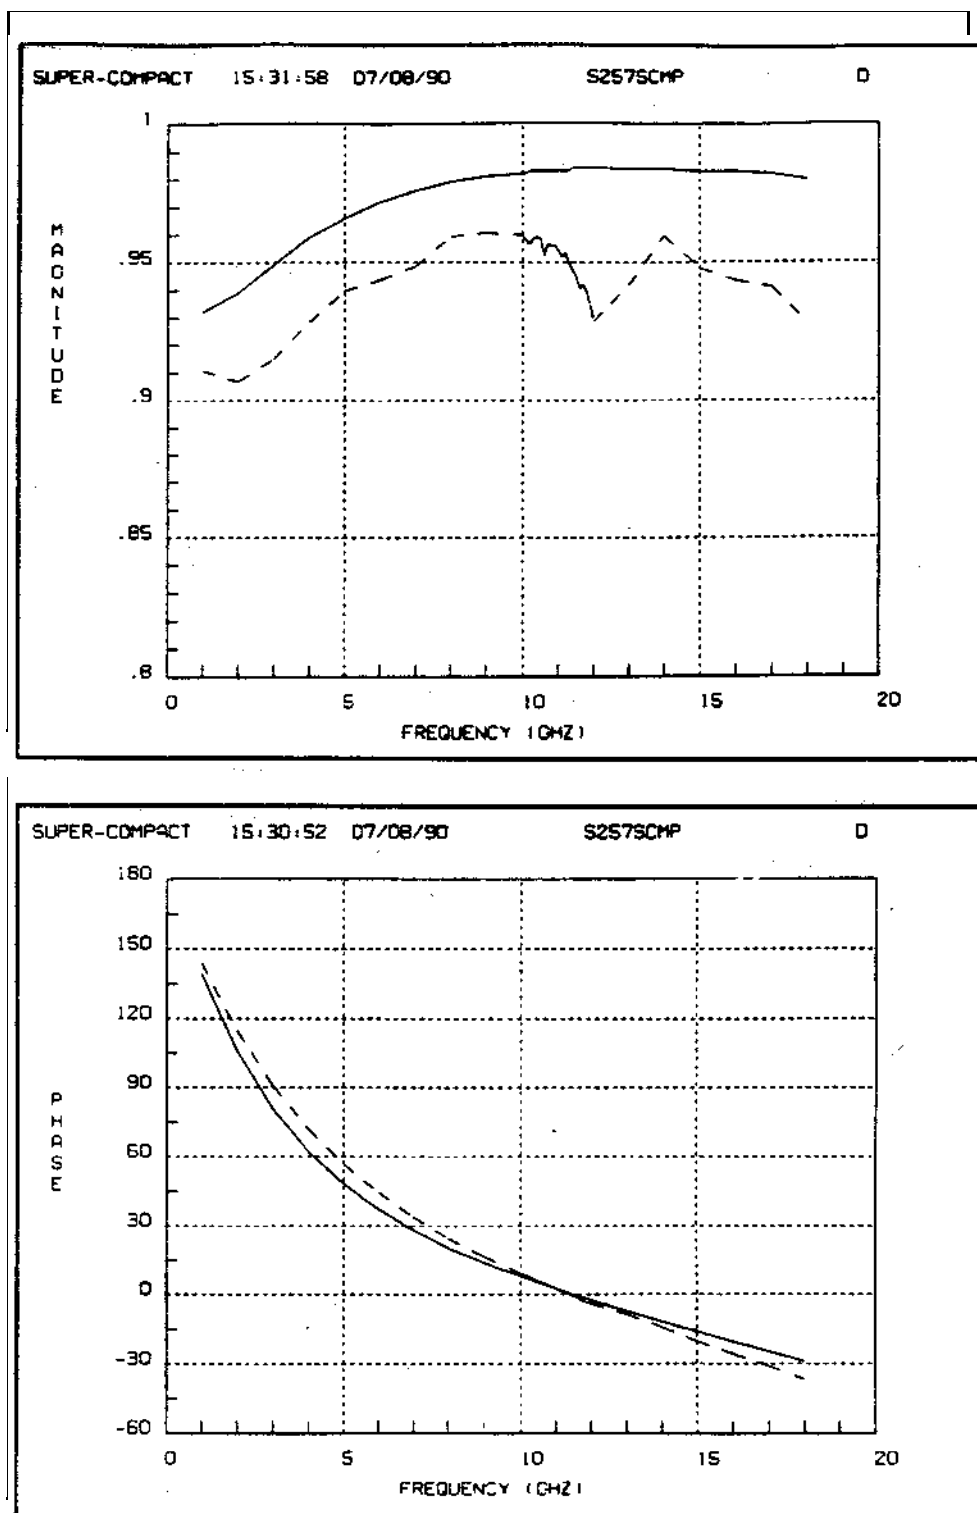 SUPER-COMPACT 15:31:58 07/08/90 S257SCMP D
1
.95
.9
.85
.8
MAGNITUDE
0 5 10 15 20
FREQUENCY (GHZ)
SUPER-COMPACT 15:30:52 07/08/90 S257SCMP D
180
150
120
90
60
30
0
-30
-60
PHASE
0 5 10 15 20
FREQUENCY (GHZ)